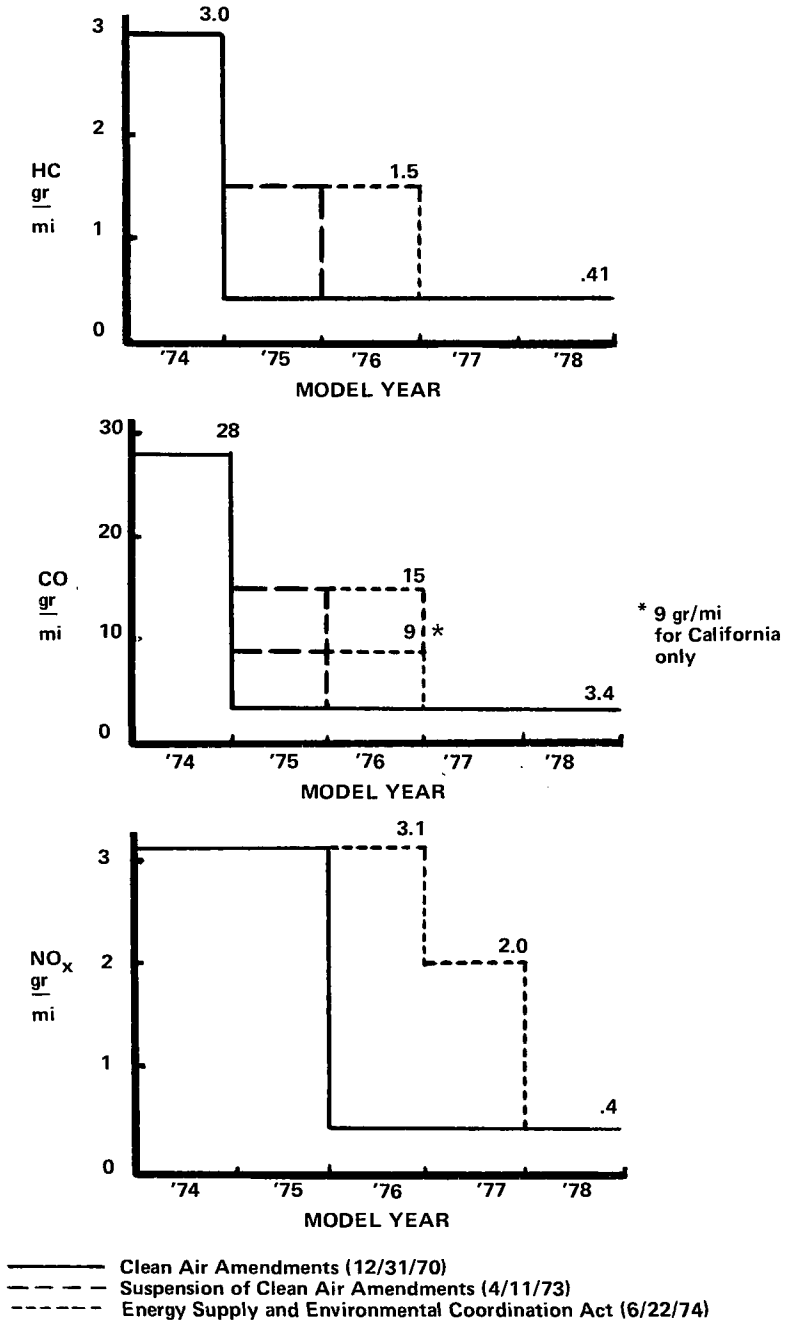 3.0
3
2
HC
gr
mi
1.5
1
.41
0
'74 '75 '76 '77 '78
MODEL YEAR
30
28
20
CO
gr
mi
15
10
9 *
* 9 gr/mi
for California
only
3.4
0
'74 '75 '76 '77 '78
MODEL YEAR
3.1
3
NOx
gr
mi
2
2.0
1
.4
0
'74 '75 '76 '77 '78
MODEL YEAR
Clean Air Amendments (12/31/70)
Suspension of Clean Air Amendments (4/11/73)
Energy Supply and Environmental Coordination Act (6/22/74)